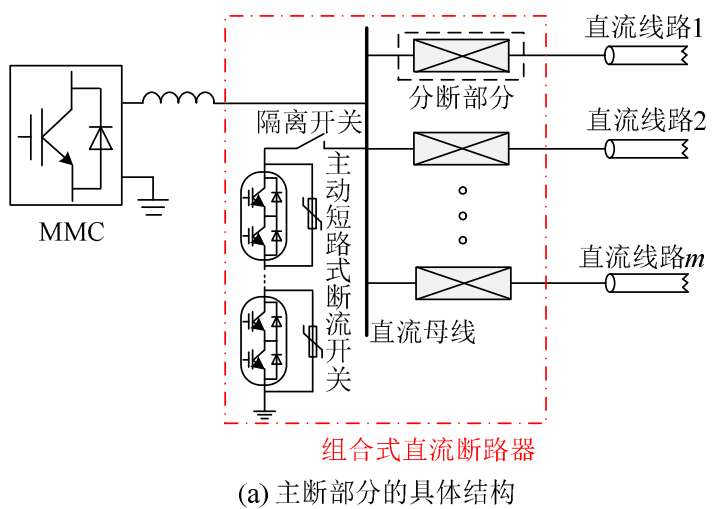 直流线路1
分断部分
隔离开关
直流线路2
MMC
主动短路式断流开关
直流线路m
直流母线
组合式直流断路器
(a) 主断部分的具体结构